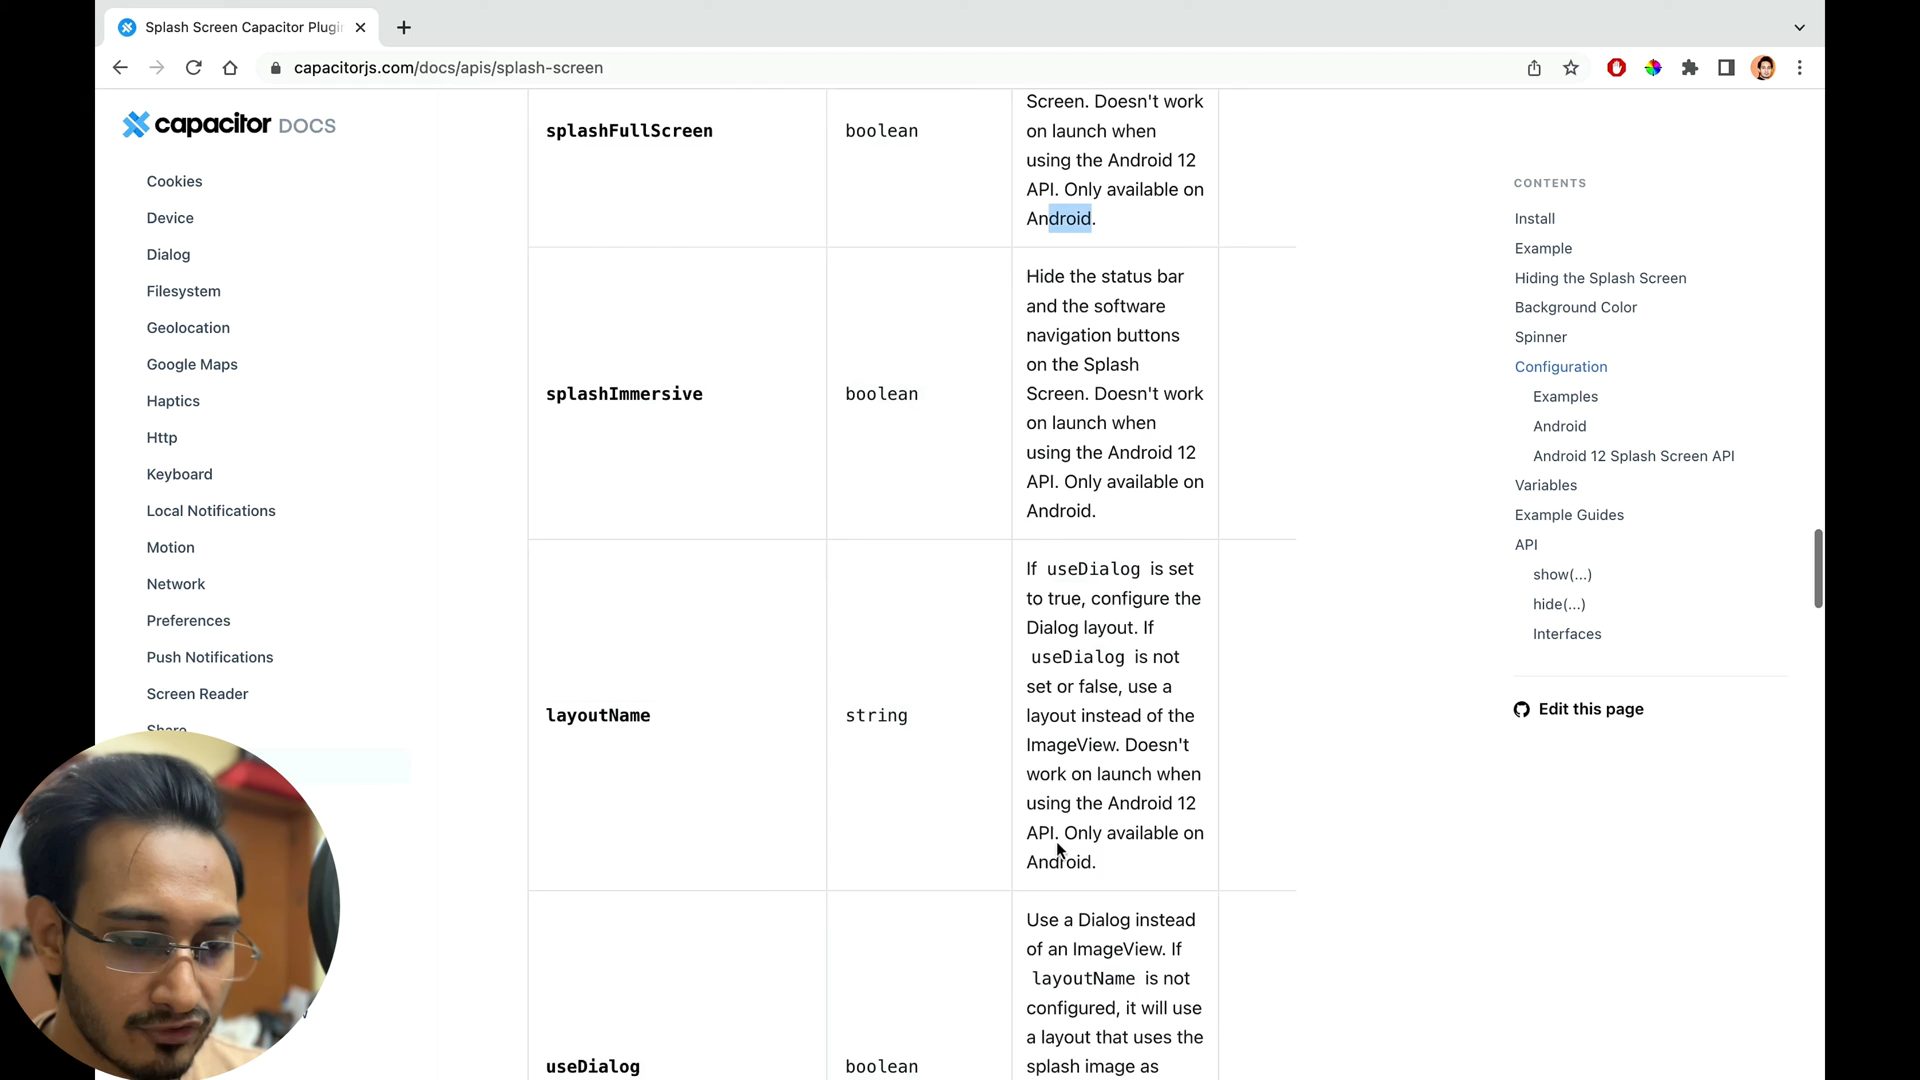 Splash Screen Capacitor Plugin
capacitorjs.com/docs/apis/splash-screen
capacitor DOCS
Cookies
Device
Dialog
Filesystem
Geolocation
Google Maps
Haptics
Http
Keyboard
Local Notifications
Motion
Network
Preferences
Push Notifications
Screen Reader
Share
splashFullScreen
boolean
Screen. Doesn't work
on launch when
using the Android 12
API. Only available on
Android.
splashImmersive
boolean
Hide the status bar
and the software
navigation buttons
on the Splash
Screen. Doesn't work
on launch when
using the Android 12
API. Only available on
Android.
layoutName
string
If useDialog is set
to true, configure the
Dialog layout. If
useDialog is not
set or false, use a
layout instead of the
ImageView. Doesn't
work on launch when
using the Android 12
API. Only available on
Android.
useDialog
boolean
Use a Dialog instead
of an ImageView. If
layoutName is not
configured, it will use
a layout that uses the
splash image as
CONTENTS
Install
Example
Hiding the Splash Screen
Background Color
Spinner
Configuration
Examples
Android
Android 12 Splash Screen API
Variables
Example Guides
API
show(...)
hide(...)
Interfaces
Edit this page